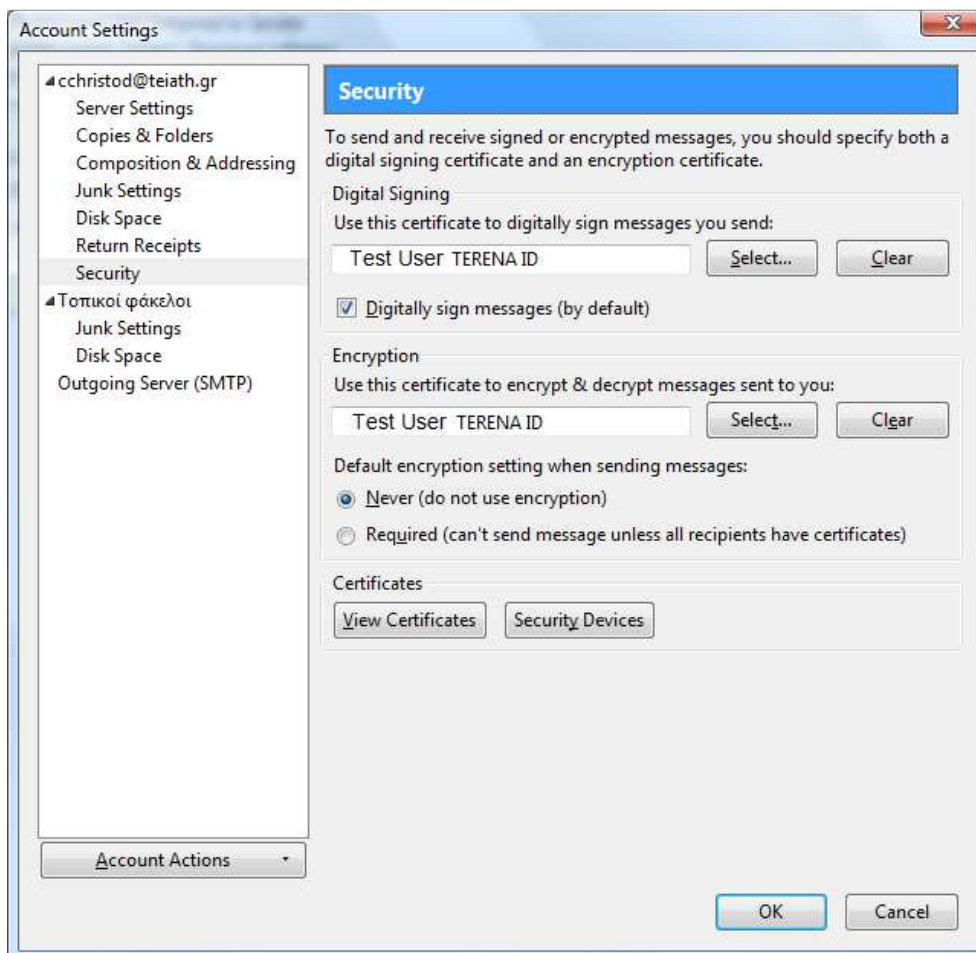 Account Settings
cchristod@teiath.gr
Server Settings
Copies & Folders
Composition & Addressing
Junk Settings
Disk Space
Return Receipts
Security
Τοπικοί φάκελοι
Junk Settings
Disk Space
Outgoing Server (SMTP)
Account Actions
Security
To send and receive signed or encrypted messages, you should specify both a
digital signing certificate and an encryption certificate.
Digital Signing
Use this certificate to digitally sign messages you send:
Test User TERENA ID
Select...
Clear
Digitally sign messages (by default)
Encryption
Use this certificate to encrypt & decrypt messages sent to you:
Test User TERENA ID
Select...
Clear
Default encryption setting when sending messages:
Never (do not use encryption)
Required (can't send message unless all recipients have certificates)
Certificates
View Certificates
Security Devices
OK
Cancel